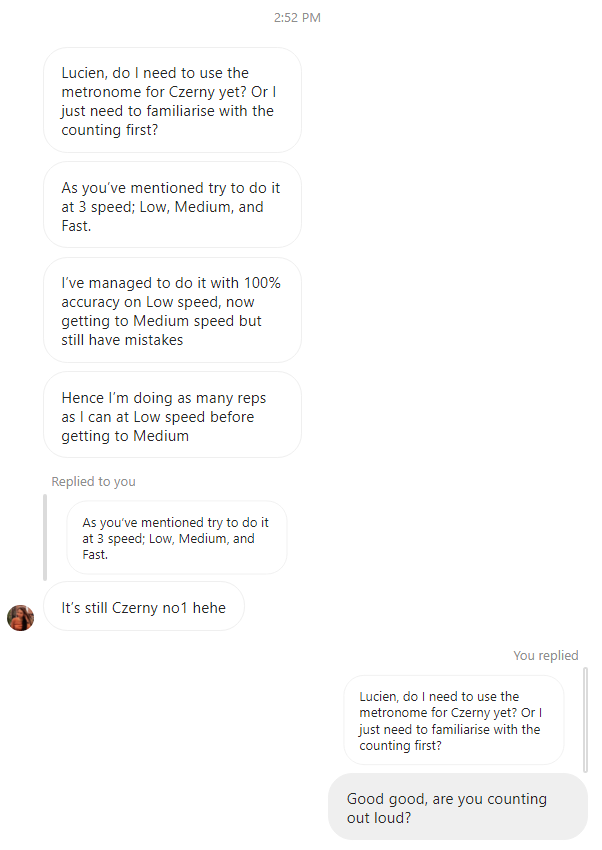 2:52 PM
Lucien, do I need to use the
metronome for Czerny yet? Or I
just need to familiarise with the
counting first?
As you’ve mentioned try to do it
at 3 speed; Low, Medium, and
Fast.
I’ve managed to do it with 100%
accuracy on Low speed, now
getting to Medium speed but
still have mistakes
Hence I’m doing as many reps
as I can at Low speed before
getting to Medium
Replied to you
As you’ve mentioned try to do it
at 3 speed; Low, Medium, and
Fast.
It’s still Czerny no1 hehe
You replied
Lucien, do I need to use the
metronome for Czerny yet? Or I
just need to familiarise with the
counting first?
Good good, are you counting
out loud?